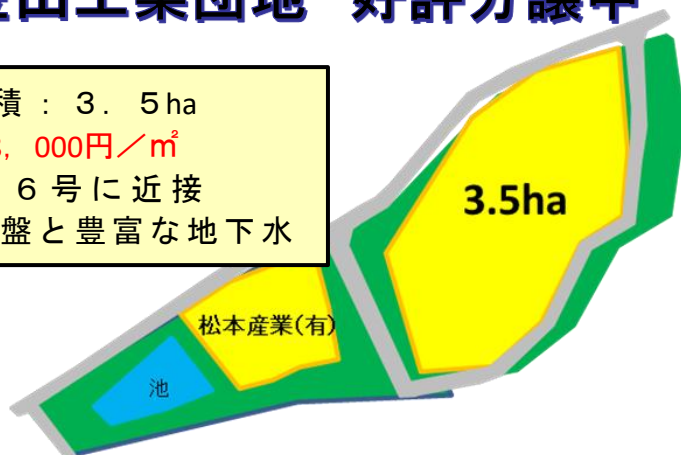 田工業団地 好評分譲中
積：３．５ha
，000円／㎡
６号に近接
盤と豊富な地下水
3.5ha
松本産業(有)
池